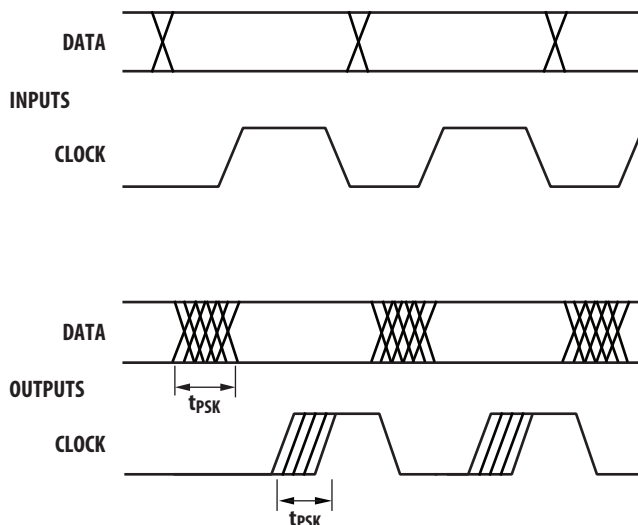 DATA
INPUTS
CLOCK
DATA
tPSK
OUTPUTS
CLOCK
tPSK